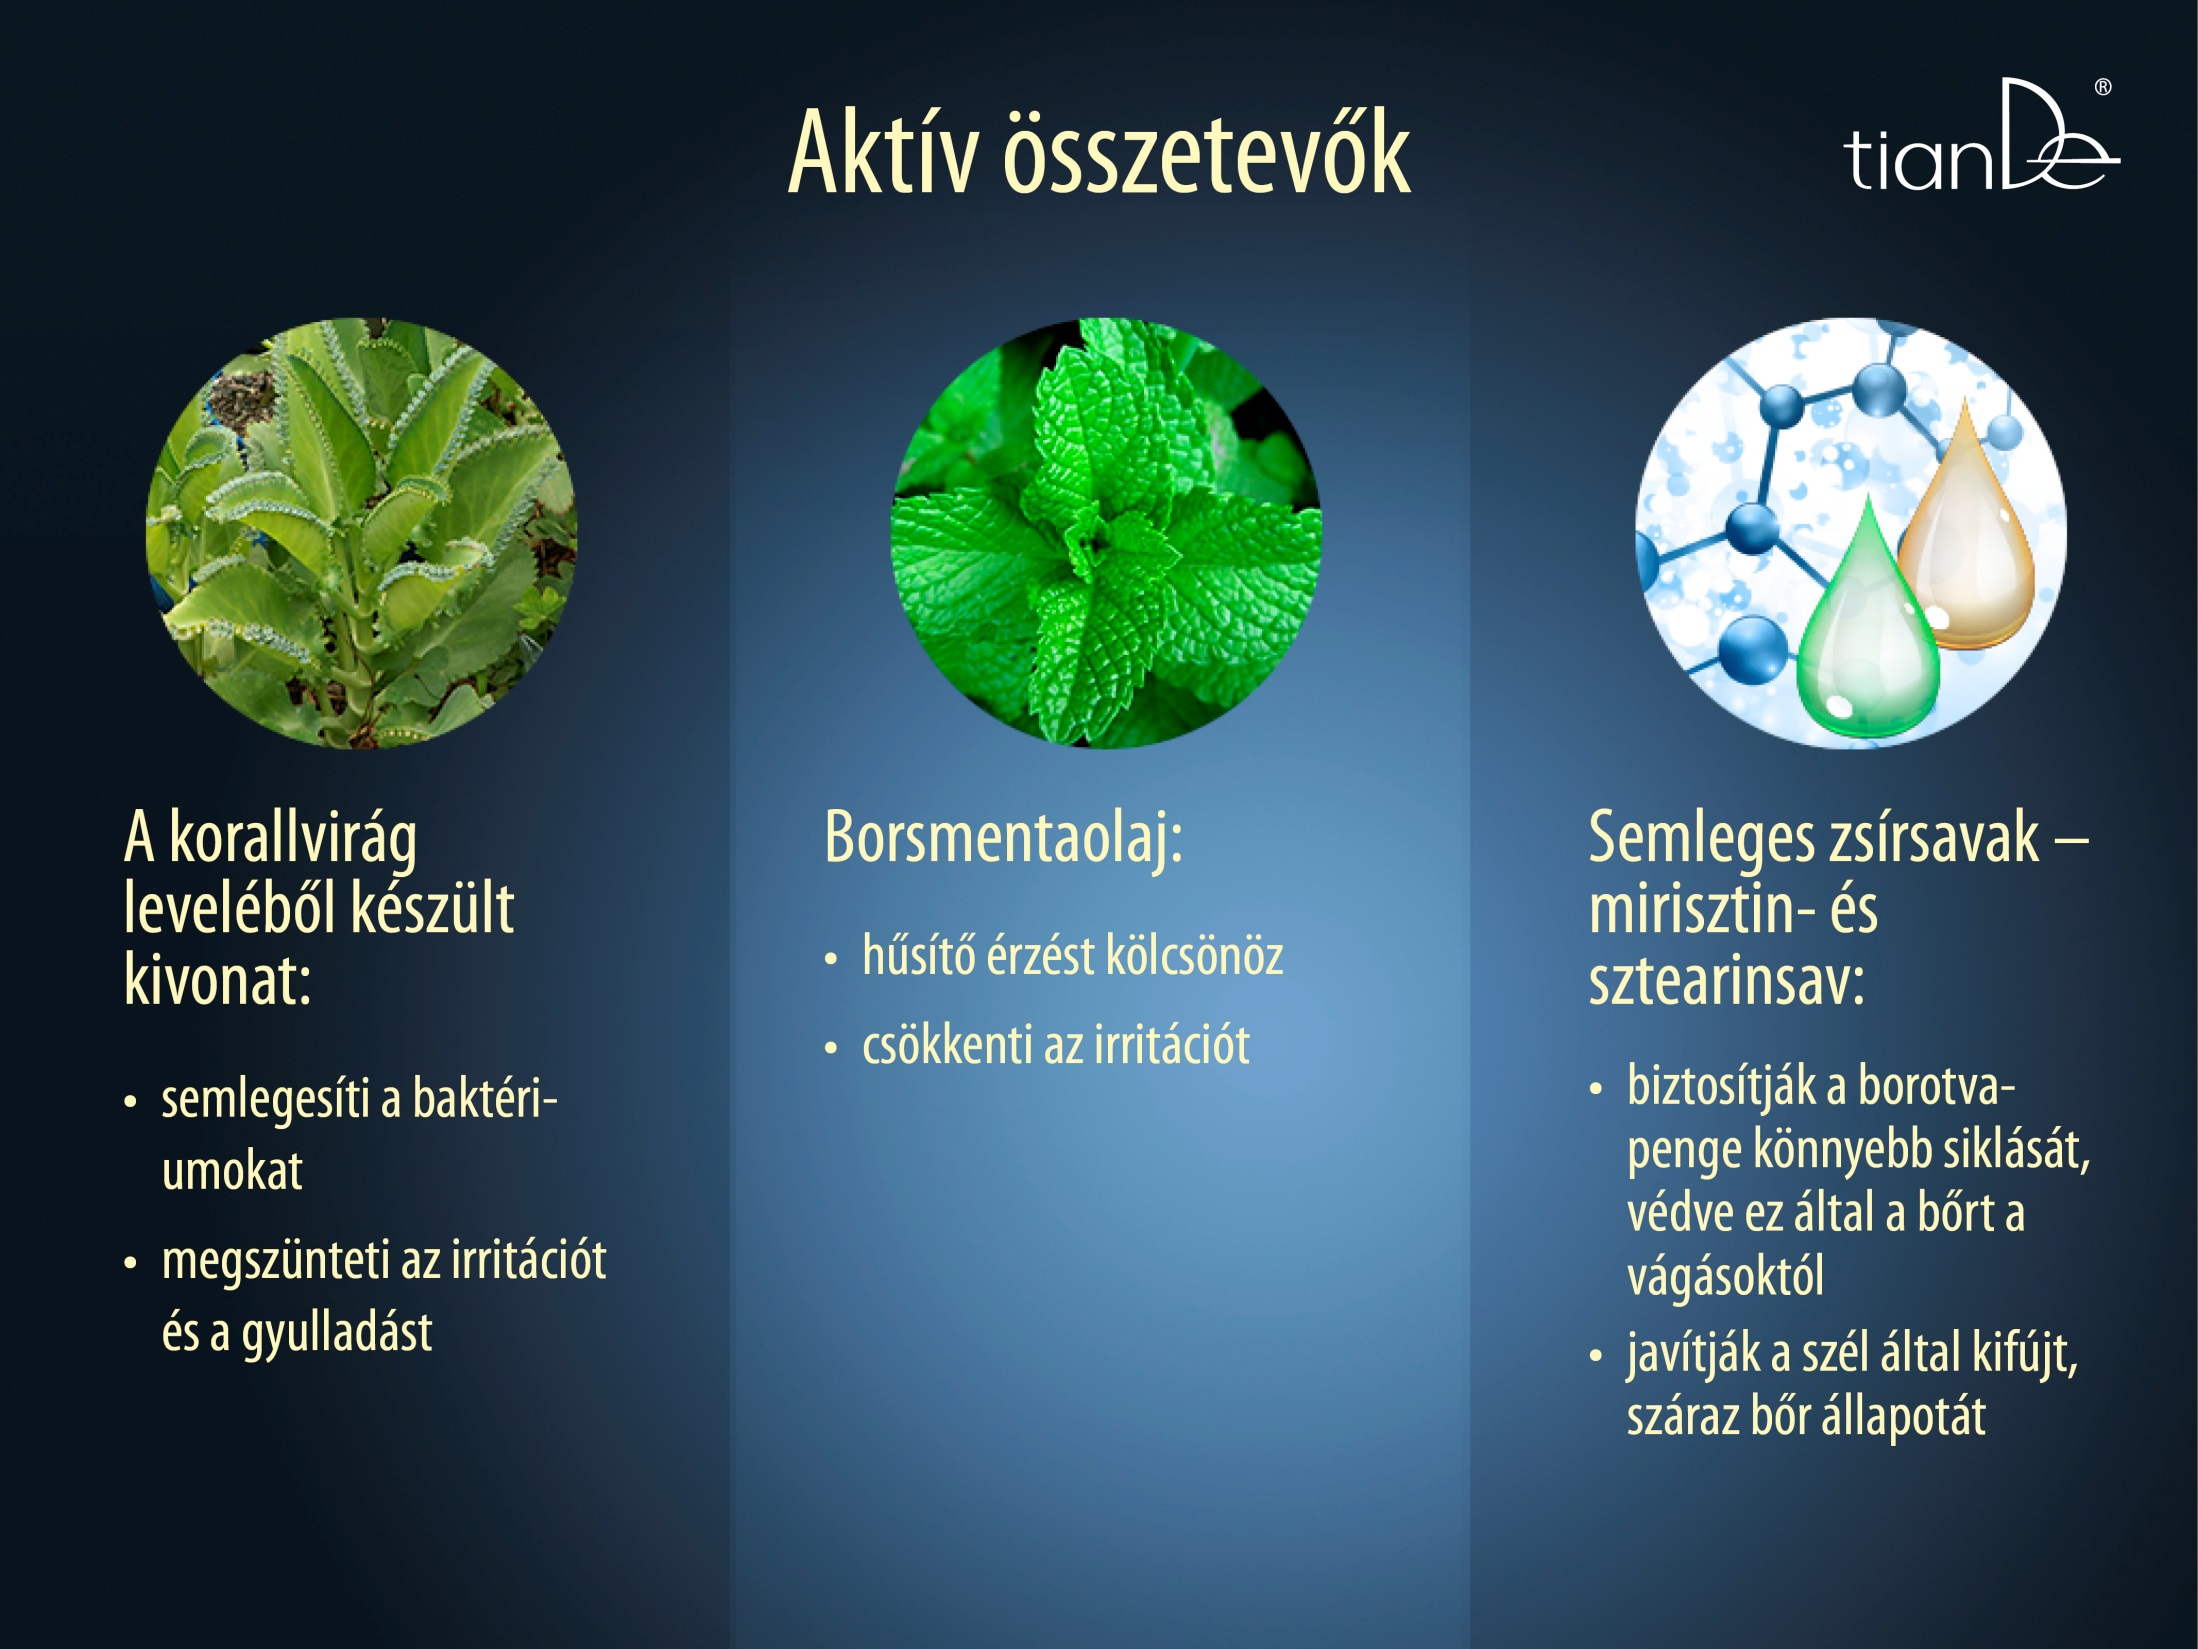 Aktív összetevők
tianDe®
A korallvirág
leveléből készült
kivonat:
• semlegesíti a baktéri-
umokat
• megszünteti az irritációt
és a gyulladást
Borsmentaolaj:
• hűsítő érzést kölcsönöz
• csökkenti az irritációt
Semleges zsírsavak –
mirisztin- és
sztearinsav:
• biztosítják a borotva-
penge könnyebb siklását,
védve ez által a bőrt a
vágásoktól
• javítják a szél által kifújt,
száraz bőr állapotát